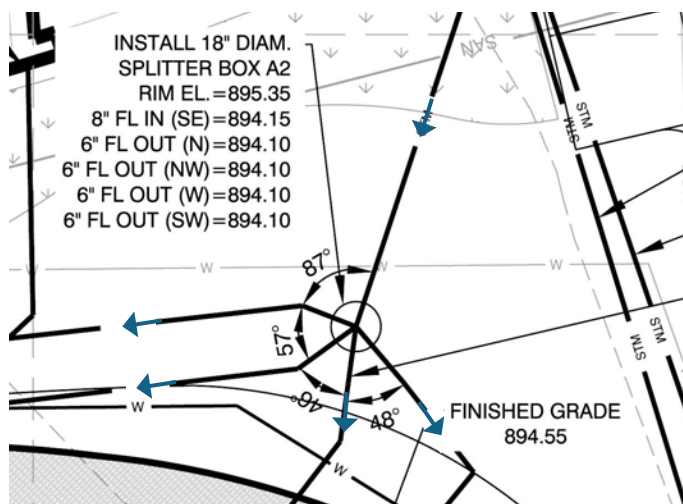 INSTALL 18" DIAM.
SPLITTER BOX A2
RIM EL.=895.35
8" FL IN (SE)=894.15
6" FL OUT (N)=894.10
6" FL OUT (NW)=894.10
6" FL OUT (W)=894.10
6" FL OUT (SW)=894.10
SAN
STM
STM
W
W
W
87°
57°
46°
48°
STM
STM
W
W
FINISHED GRADE
894.55